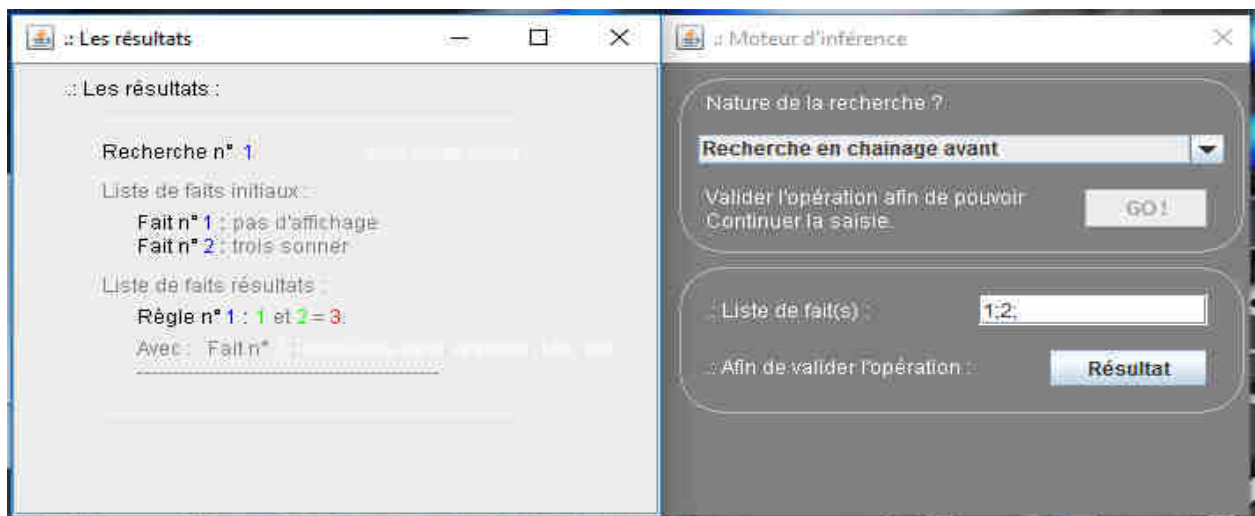 .: Les résultats
.: Les résultats :
Recherche n° 1
Liste de faits initiaux :
Fait n° 1 : pas d'affichage
Fait n° 2 : trois sonner
Liste de faits résultats :
Règle n° 1 : 1 et 2 = 3.
Avec : Fait n°
.: Moteur d'inférence
Nature de la recherche ?
Recherche en chainage avant
Valider l'opération afin de pouvoir
Continuer la saisie.
GO !
.: Liste de fait(s) :
1;2;
.: Afin de valider l'opération :
Résultat